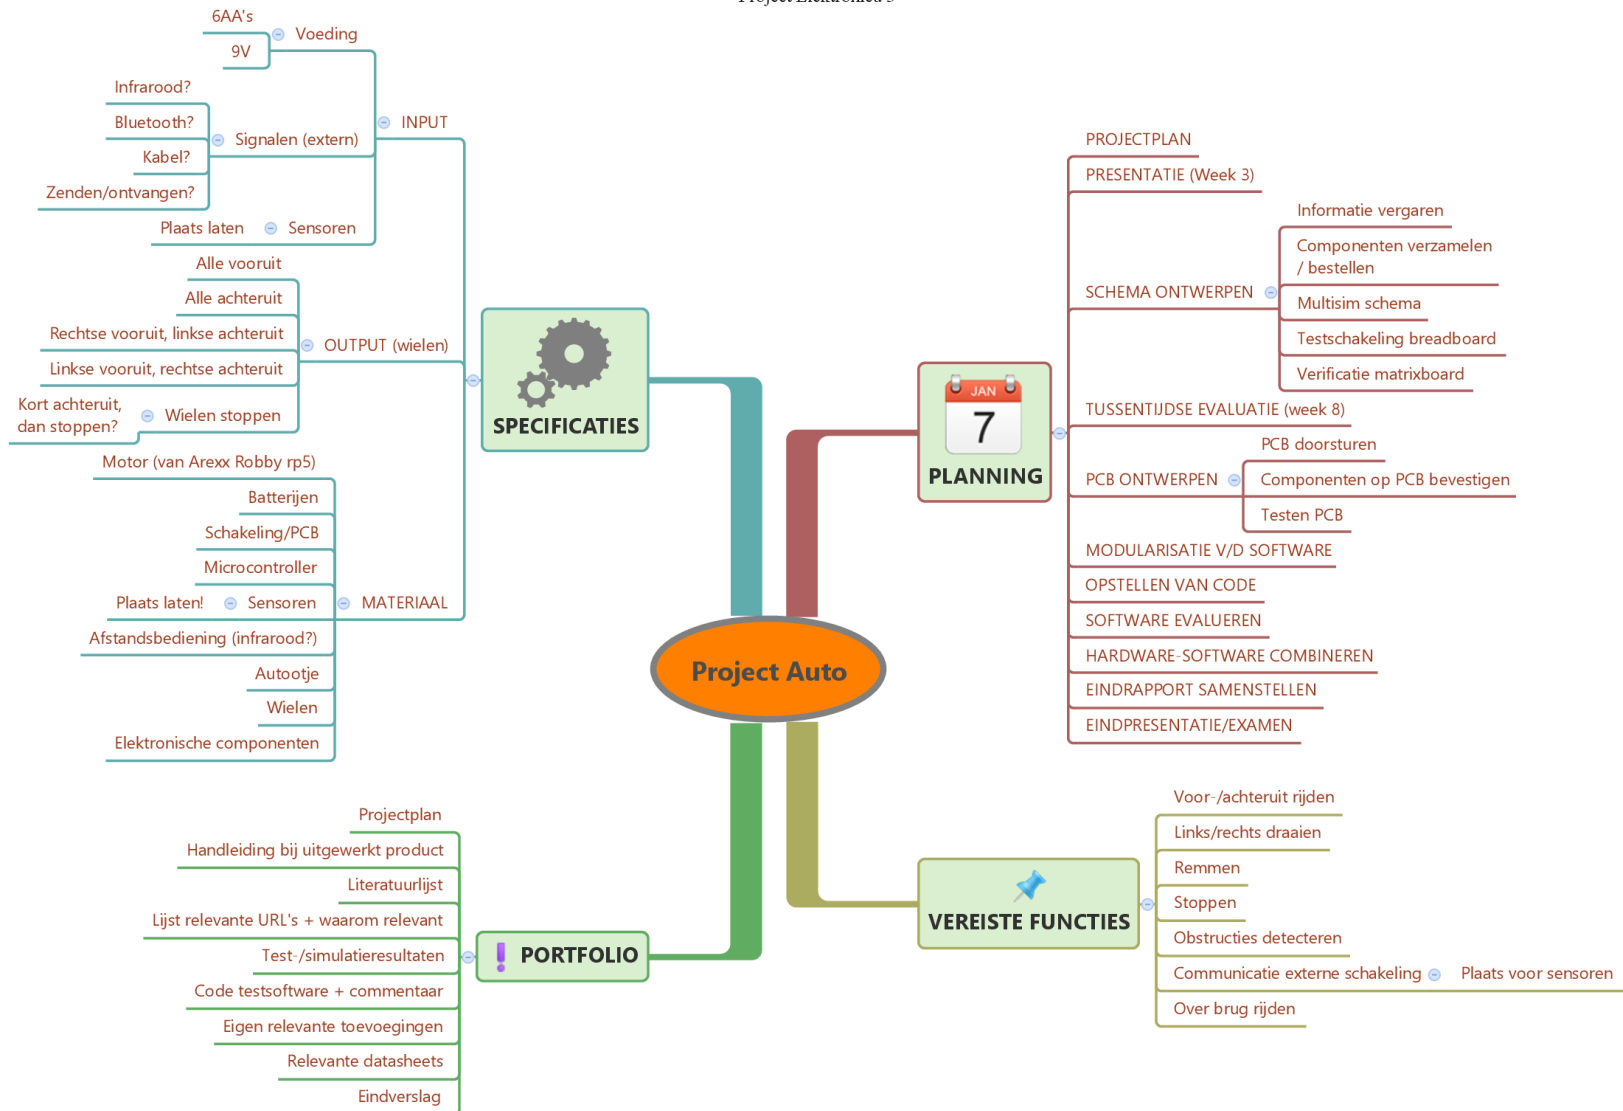 Project Elektronica 3
6AA's
9V
Voeding
Infrarood?
Bluetooth?
Kabel?
Zenden/ontvangen?
Signalen (extern)
Plaats laten
Sensoren
INPUT
Alle vooruit
Alle achteruit
Rechtse vooruit, linkse achteruit
Linkse vooruit, rechtse achteruit
Kort achteruit,
dan stoppen?
Wielen stoppen
OUTPUT (wielen)
Motor (van Arexx Robby rp5)
Batterijen
Schakeling/PCB
Microcontroller
Plaats laten!
Sensoren
Afstandsbediening (infrarood?)
Autootje
Wielen
Elektronische componenten
MATERIAAL
SPECIFICATIES
Project Auto
JAN
7
PLANNING
PROJECTPLAN
PRESENTATIE (Week 3)
SCHEMA ONTWERPEN
Informatie vergaren
Componenten verzamelen
/ bestellen
Multisim schema
Testschakeling breadboard
Verificatie matrixboard
TUSSENTIJDSE EVALUATIE (week 8)
PCB ONTWERPEN
PCB doorsturen
Componenten op PCB bevestigen
Testen PCB
MODULARISATIE V/D SOFTWARE
OPSTELLEN VAN CODE
SOFTWARE EVALUEREN
HARDWARE-SOFTWARE COMBINEREN
EINDRAPPORT SAMENSTELLEN
EINDPRESENTATIE/EXAMEN
Projectplan
Handleiding bij uitgewerkt product
Literatuurlijst
Lijst relevante URL's + waarom relevant
Test-/simulatieresultaten
Code testsoftware + commentaar
Eigen relevante toevoegingen
Relevante datasheets
Eindverslag
PORTFOLIO
VEREISTE FUNCTIES
Voor-/achteruit rijden
Links/rechts draaien
Remmen
Stoppen
Obstructies detecteren
Communicatie externe schakeling
Plaats voor sensoren
Over brug rijden